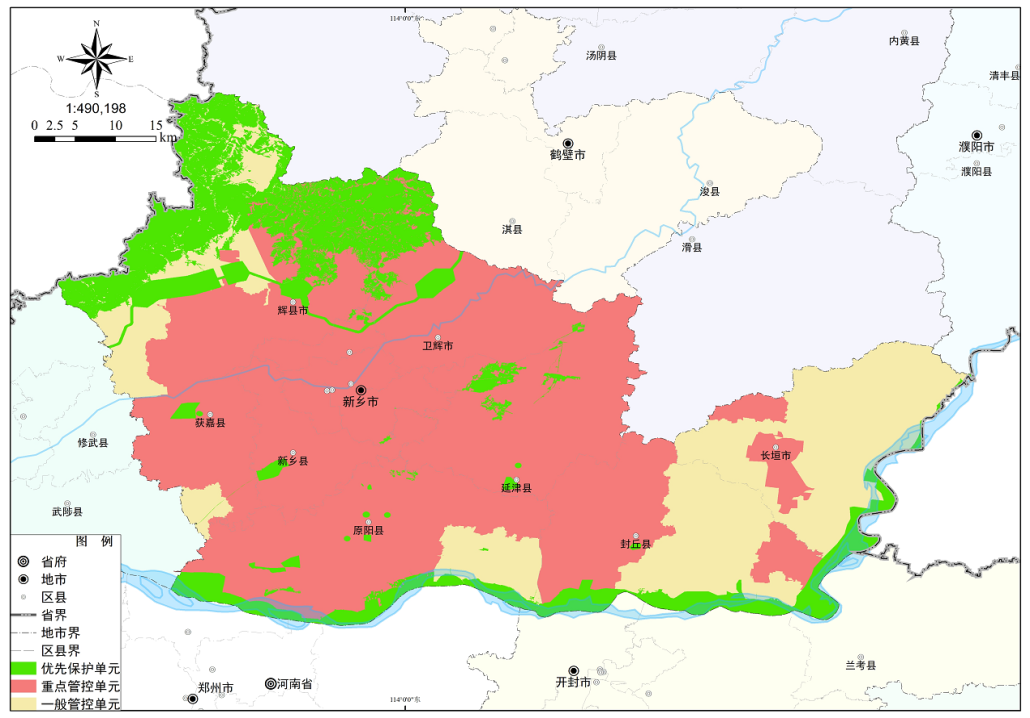 114°0'0"东
N
W
E
S
1:490,198
0 2.5 5 10 15
km
汤阴县
内黄县
清丰县
鹤壁市
濮阳市
濮阳县
浚县
淇县
滑县
辉县市
卫辉市
新乡市
获嘉县
修武县
长垣市
新乡县
延津县
武陟县
原阳县
封丘县
图 例
省府
地市
区县
省界
地市界
区县界
优先保护单元
重点管控单元
一般管控单元
兰考县
开封市
河南省
郑州市
114°0'0"东